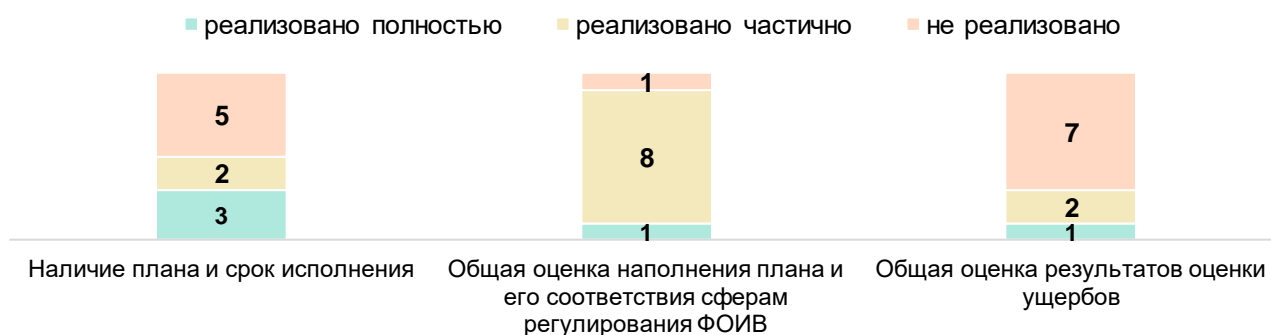 реализовано полностью реализовано частично не реализовано
5
2
3
1
8
1
7
2
1
Наличие плана и срок исполнения
Общая оценка наполнения плана и
его соответствия сферам
регулирования ФОИВ
Общая оценка результатов оценки
ущербов